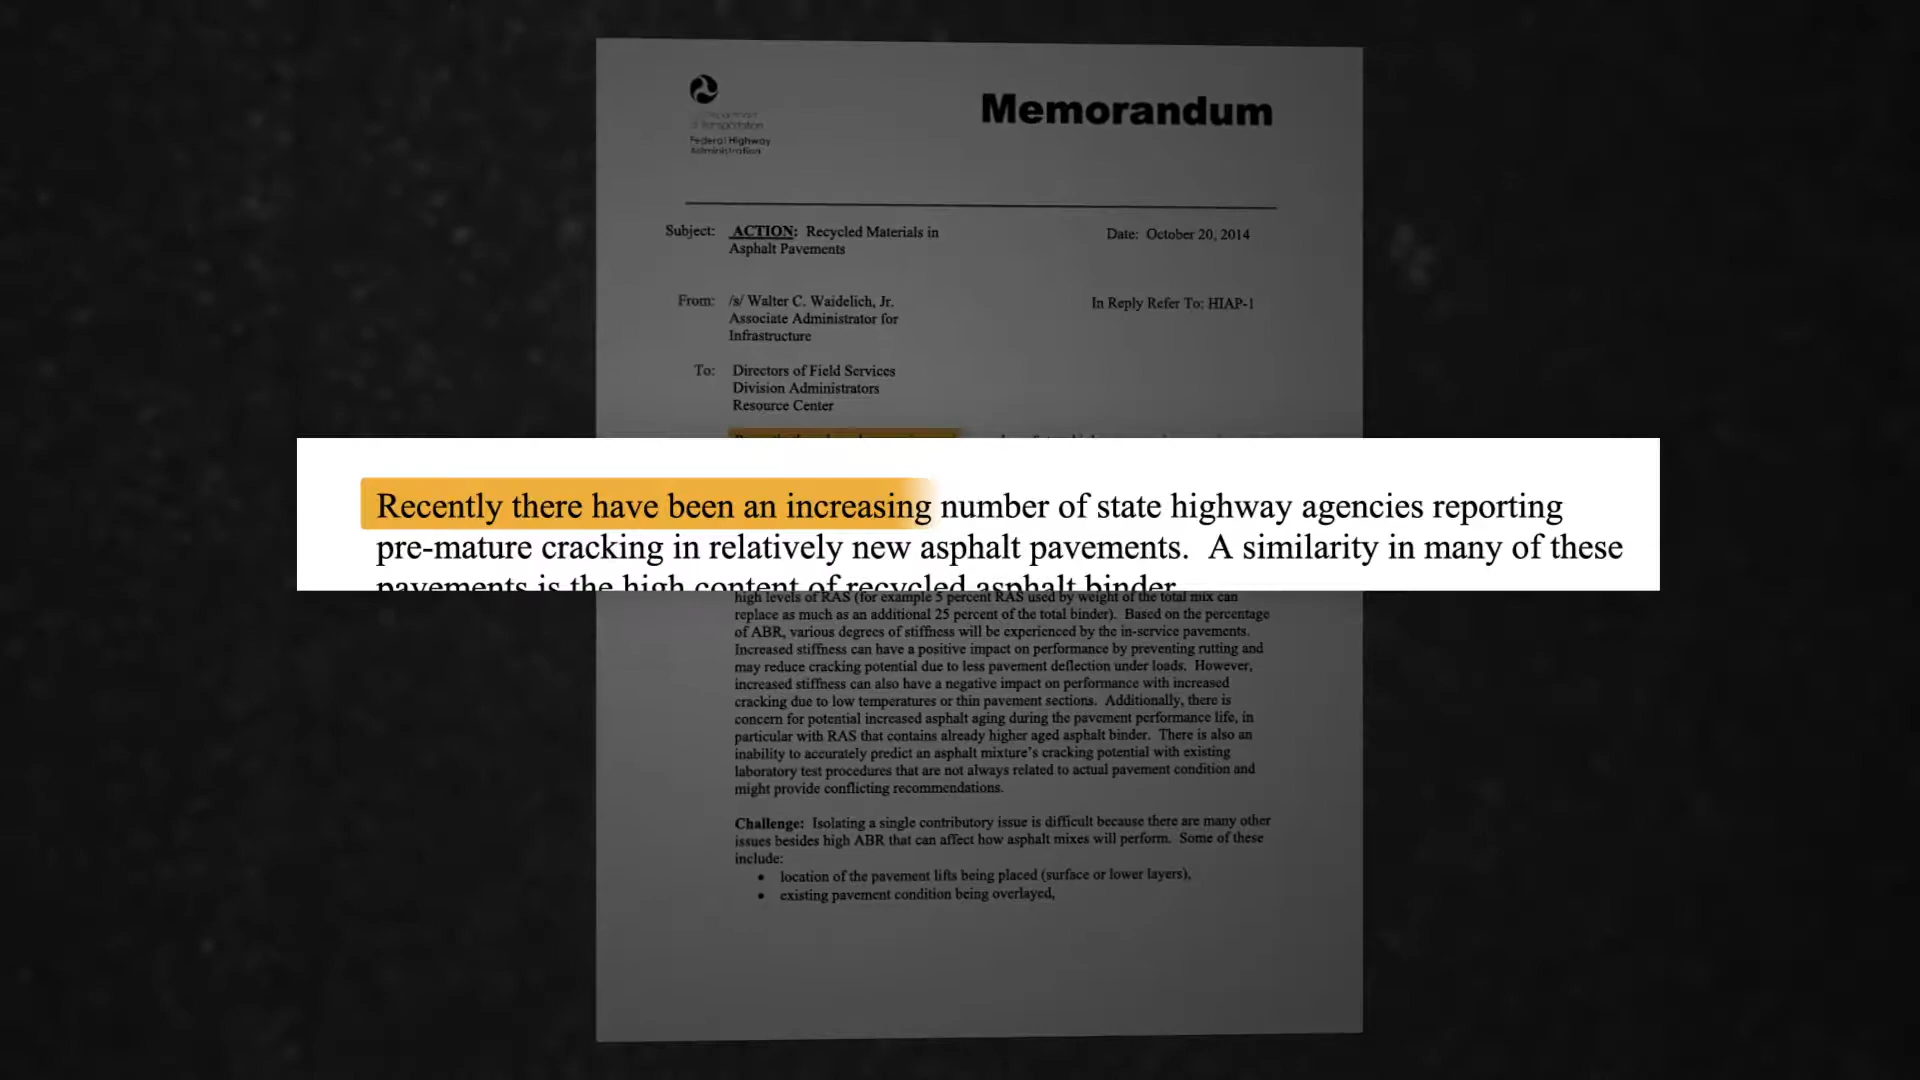 Memorandum
of Transportation
Federal Highway
Administration
Subject: ACTION: Recycled Materials in
Asphalt Pavements
Date: October 20, 2014
From: /s/ Walter C. Waidelich, Jr.
Associate Administrator for
Infrastructure
In Reply Refer To: HIAP-1
To: Directors of Field Services
Division Administrators
Resource Center
Recently there have been an increasing number of state highway agencies reporting
pre-mature cracking in relatively new asphalt pavements. A similarity in many of these
pavements is the high content of recycled asphalt binder
high levels of RAS (for example 5 percent RAS used by weight of the total mix can
replace as much as an additional 25 percent of the total binder). Based on the percentage
of ABR, various degrees of stiffness will be experienced by the in-service pavements.
Increased stiffness can have a positive impact on performance by preventing rutting and
may reduce cracking potential due to less pavement deflection under loads. However,
increased stiffness can also have a negative impact on performance with increased
cracking due to low temperatures or thin pavement sections. Additionally, there is
concern for potential increased asphalt aging during the pavement performance life, in
particular with RAS that contains already higher aged asphalt binder. There is also an
inability to accurately predict an asphalt mixture's cracking potential with existing
laboratory test procedures that are not always related to actual pavement condition and
might provide conflicting recommendations.
Challenge: Isolating a single contributory issue is difficult because there are many other
issues besides high ABR that can affect how asphalt mixes will perform. Some of these
include:
• location of the pavement lifts being placed (surface or lower layers),
• existing pavement condition being overlayed,